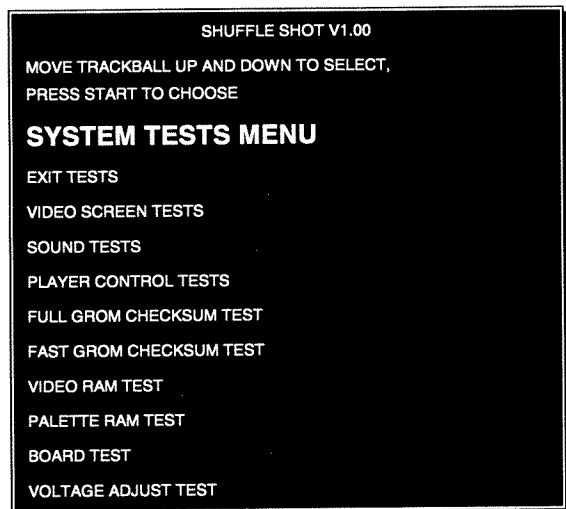 SHUFFLE SHOT V1.00
MOVE TRACKBALL UP AND DOWN TO SELECT,
PRESS START TO CHOOSE
SYSTEM TESTS MENU
EXIT TESTS
VIDEO SCREEN TESTS
SOUND TESTS
PLAYER CONTROL TESTS
FULL GROM CHECKSUM TEST
FAST GROM CHECKSUM TEST
VIDEO RAM TEST
PALETTE RAM TEST
BOARD TEST
VOLTAGE ADJUST TEST